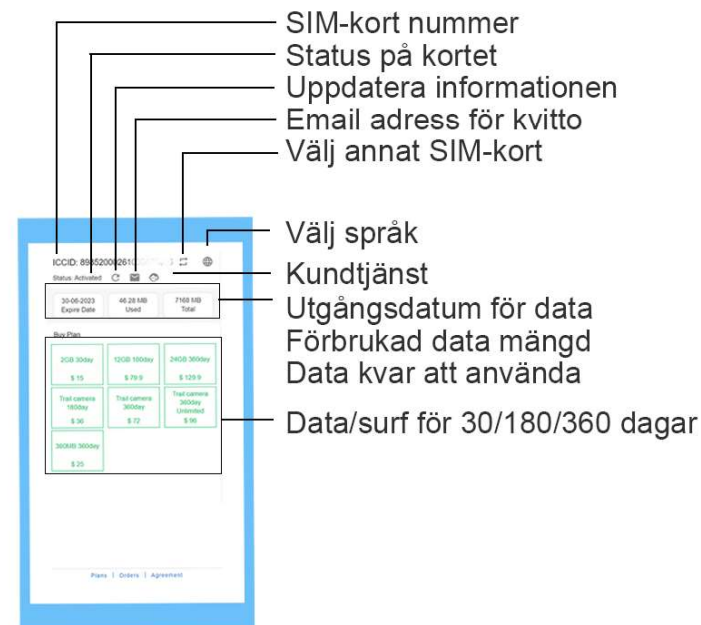 SIM-kort nummer
Status på kortet
Uppdatera informationen
Email adress för kvitto
Välj annat SIM-kort
Välj språk
Kundtjänst
Utgångsdatum för data
Förbrukad data mängd
Data kvar att använda
Data/surf för 30/180/360 dagar
ICCID:
Status: Activated
30-06-2023 46.28 MB 7168 MB
Expire Date Used Total
Buy Plan
2GB 30day 12GB 180day 24GB 360day
$ 15 $ 79.9 $ 129.9
Trail camera Trail camera Trail camera
180day 360day 360day
Unlimited
$ 36 $ 72 $ 96
360MB 360day
$ 25
Plans | Orders | Agreement